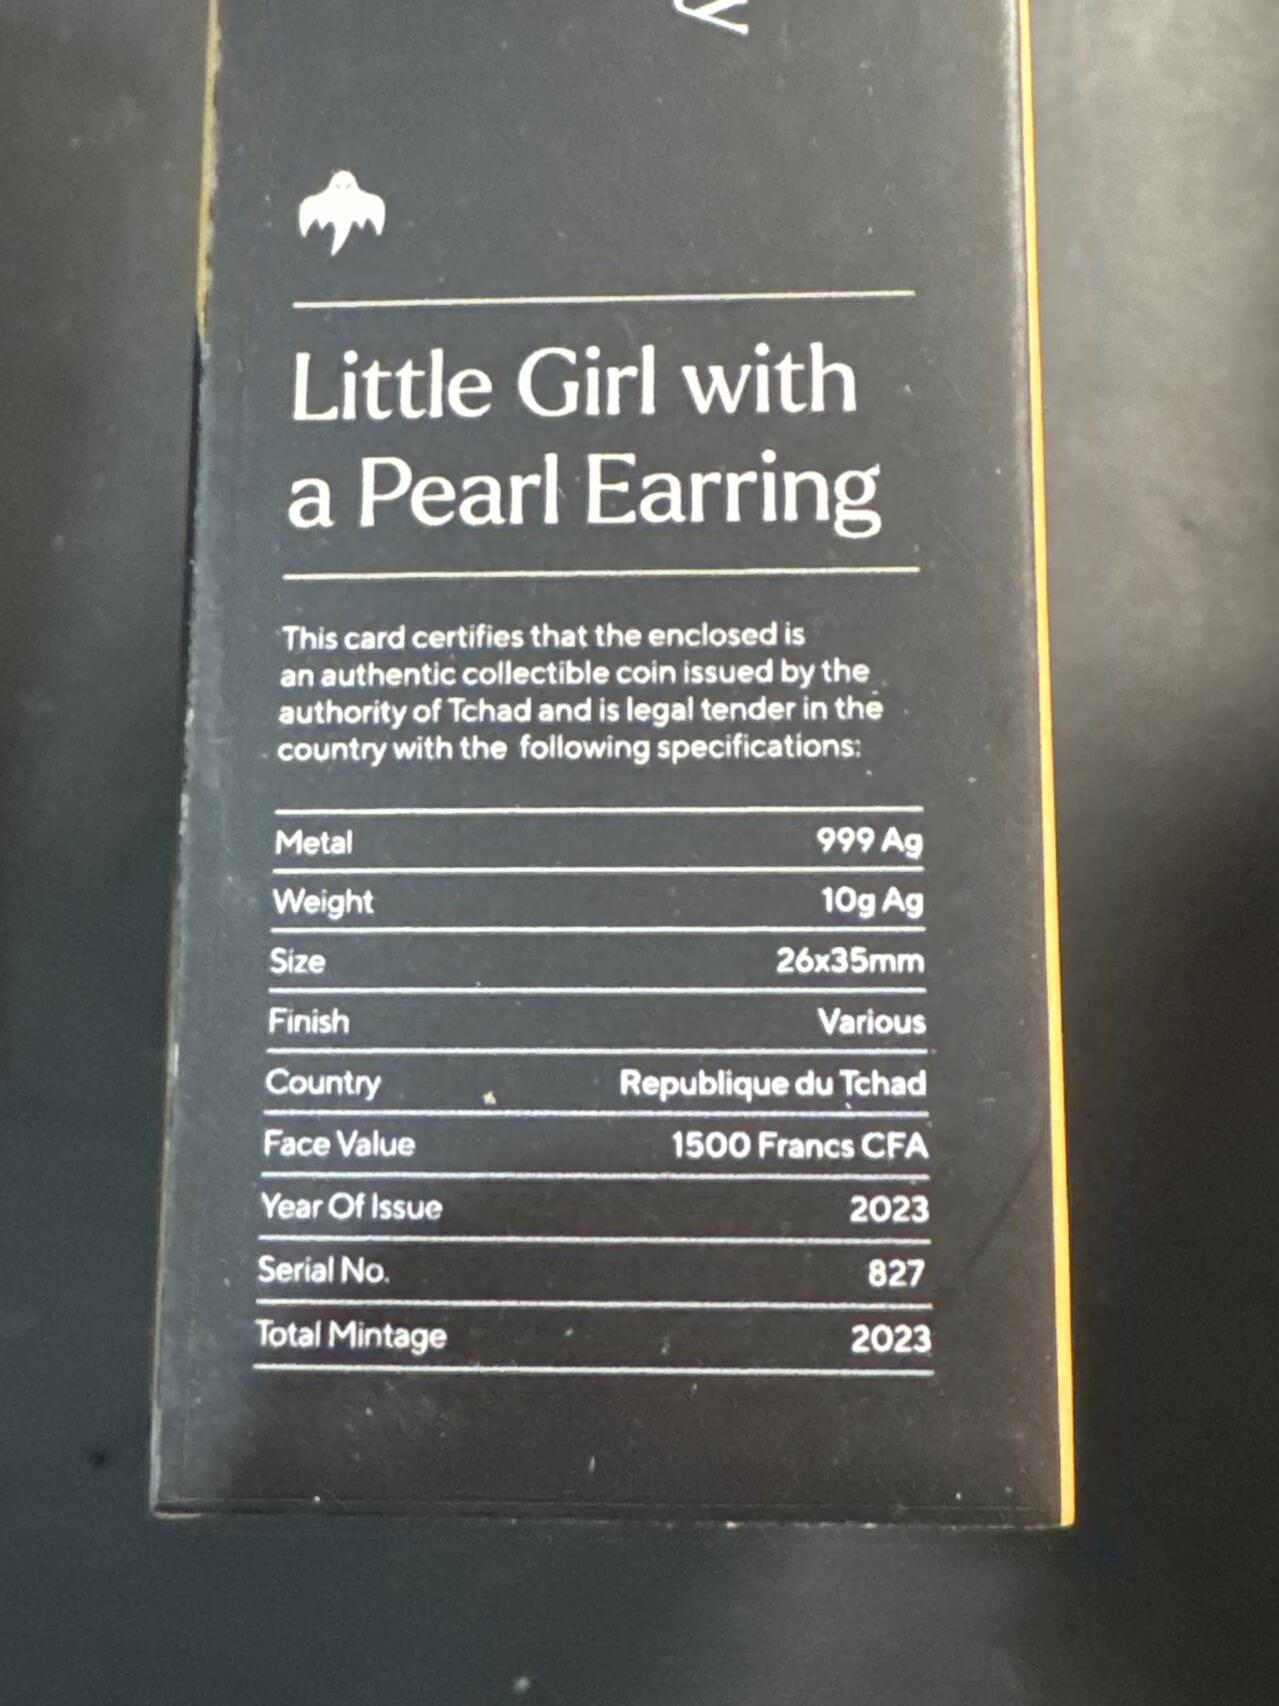 y
Little Girl with
a Pearl Earring
This card certifies that the enclosed is
an authentic collectible coin issued by the
authority of Tchad and is legal tender in the
country with the following specifications:
Metal 999 Ag
Weight 10g Ag
Size 26x35mm
Finish Various
Country Republique du Tchad
Face Value 1500 Francs CFA
Year Of Issue 2023
Serial No. 827
Total Mintage 2023